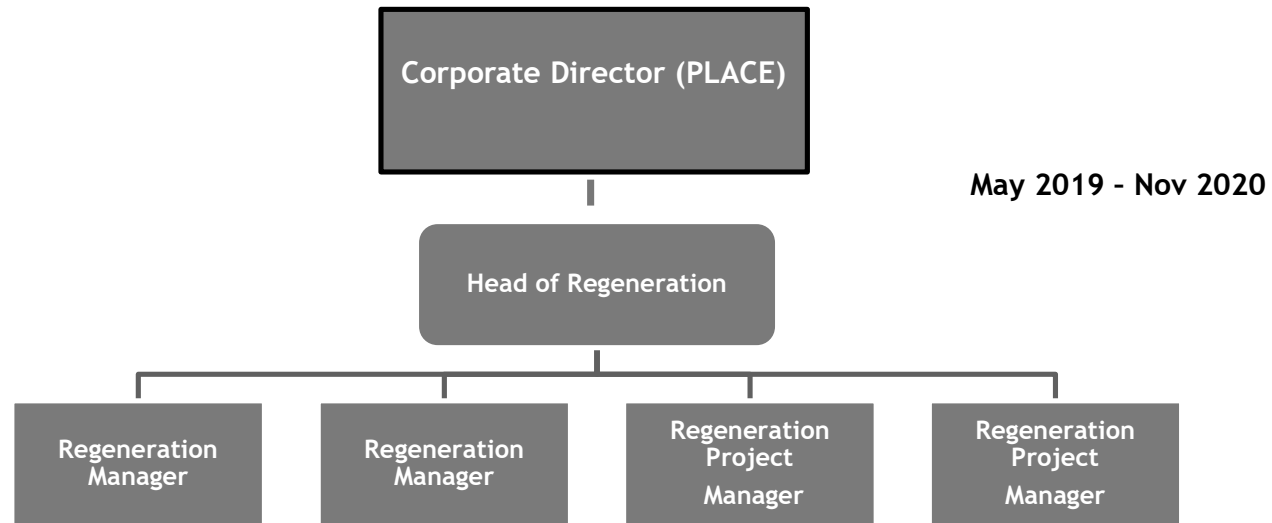 Corporate Director (PLACE)
May 2019 – Nov 2020
Head of Regeneration
Regeneration
Manager
Regeneration
Manager
Regeneration
Project
Manager
Regeneration
Project
Manager